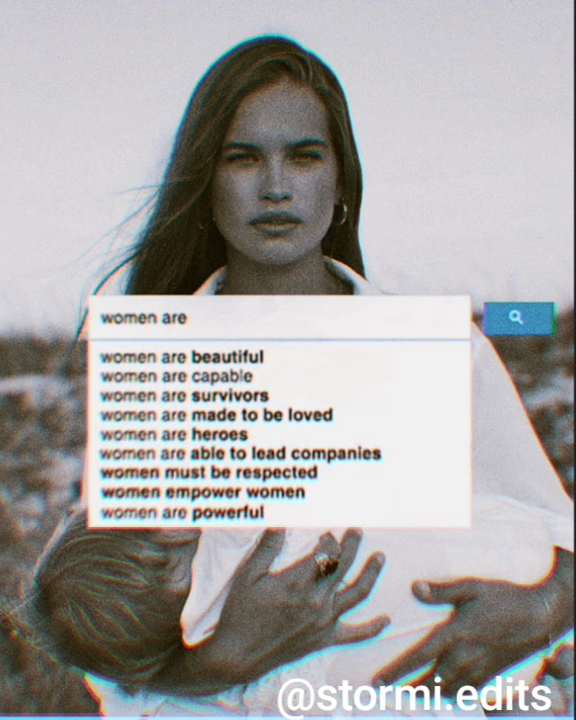 women are
women are beautiful
women are capable
women are survivors
women are made to be loved
women are heroes
women are able to lead companies
women must be respected
women empower women
women are powerful
@stormi.edits